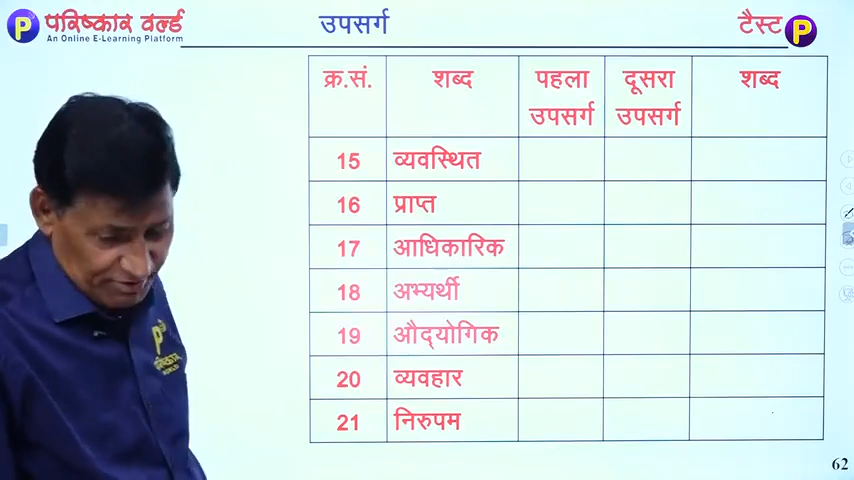 परिष्कार वर्ल्ड
An Online E-Learning Platform
उपसर्ग
टैस्ट
क्र.सं. शब्द पहला उपसर्ग दूसरा उपसर्ग शब्द
15 व्यवस्थित
16 प्राप्त
17 आधिकारिक
18 अभ्यर्थी
19 औद्योगिक
20 व्यवहार
21 निरुपम
62